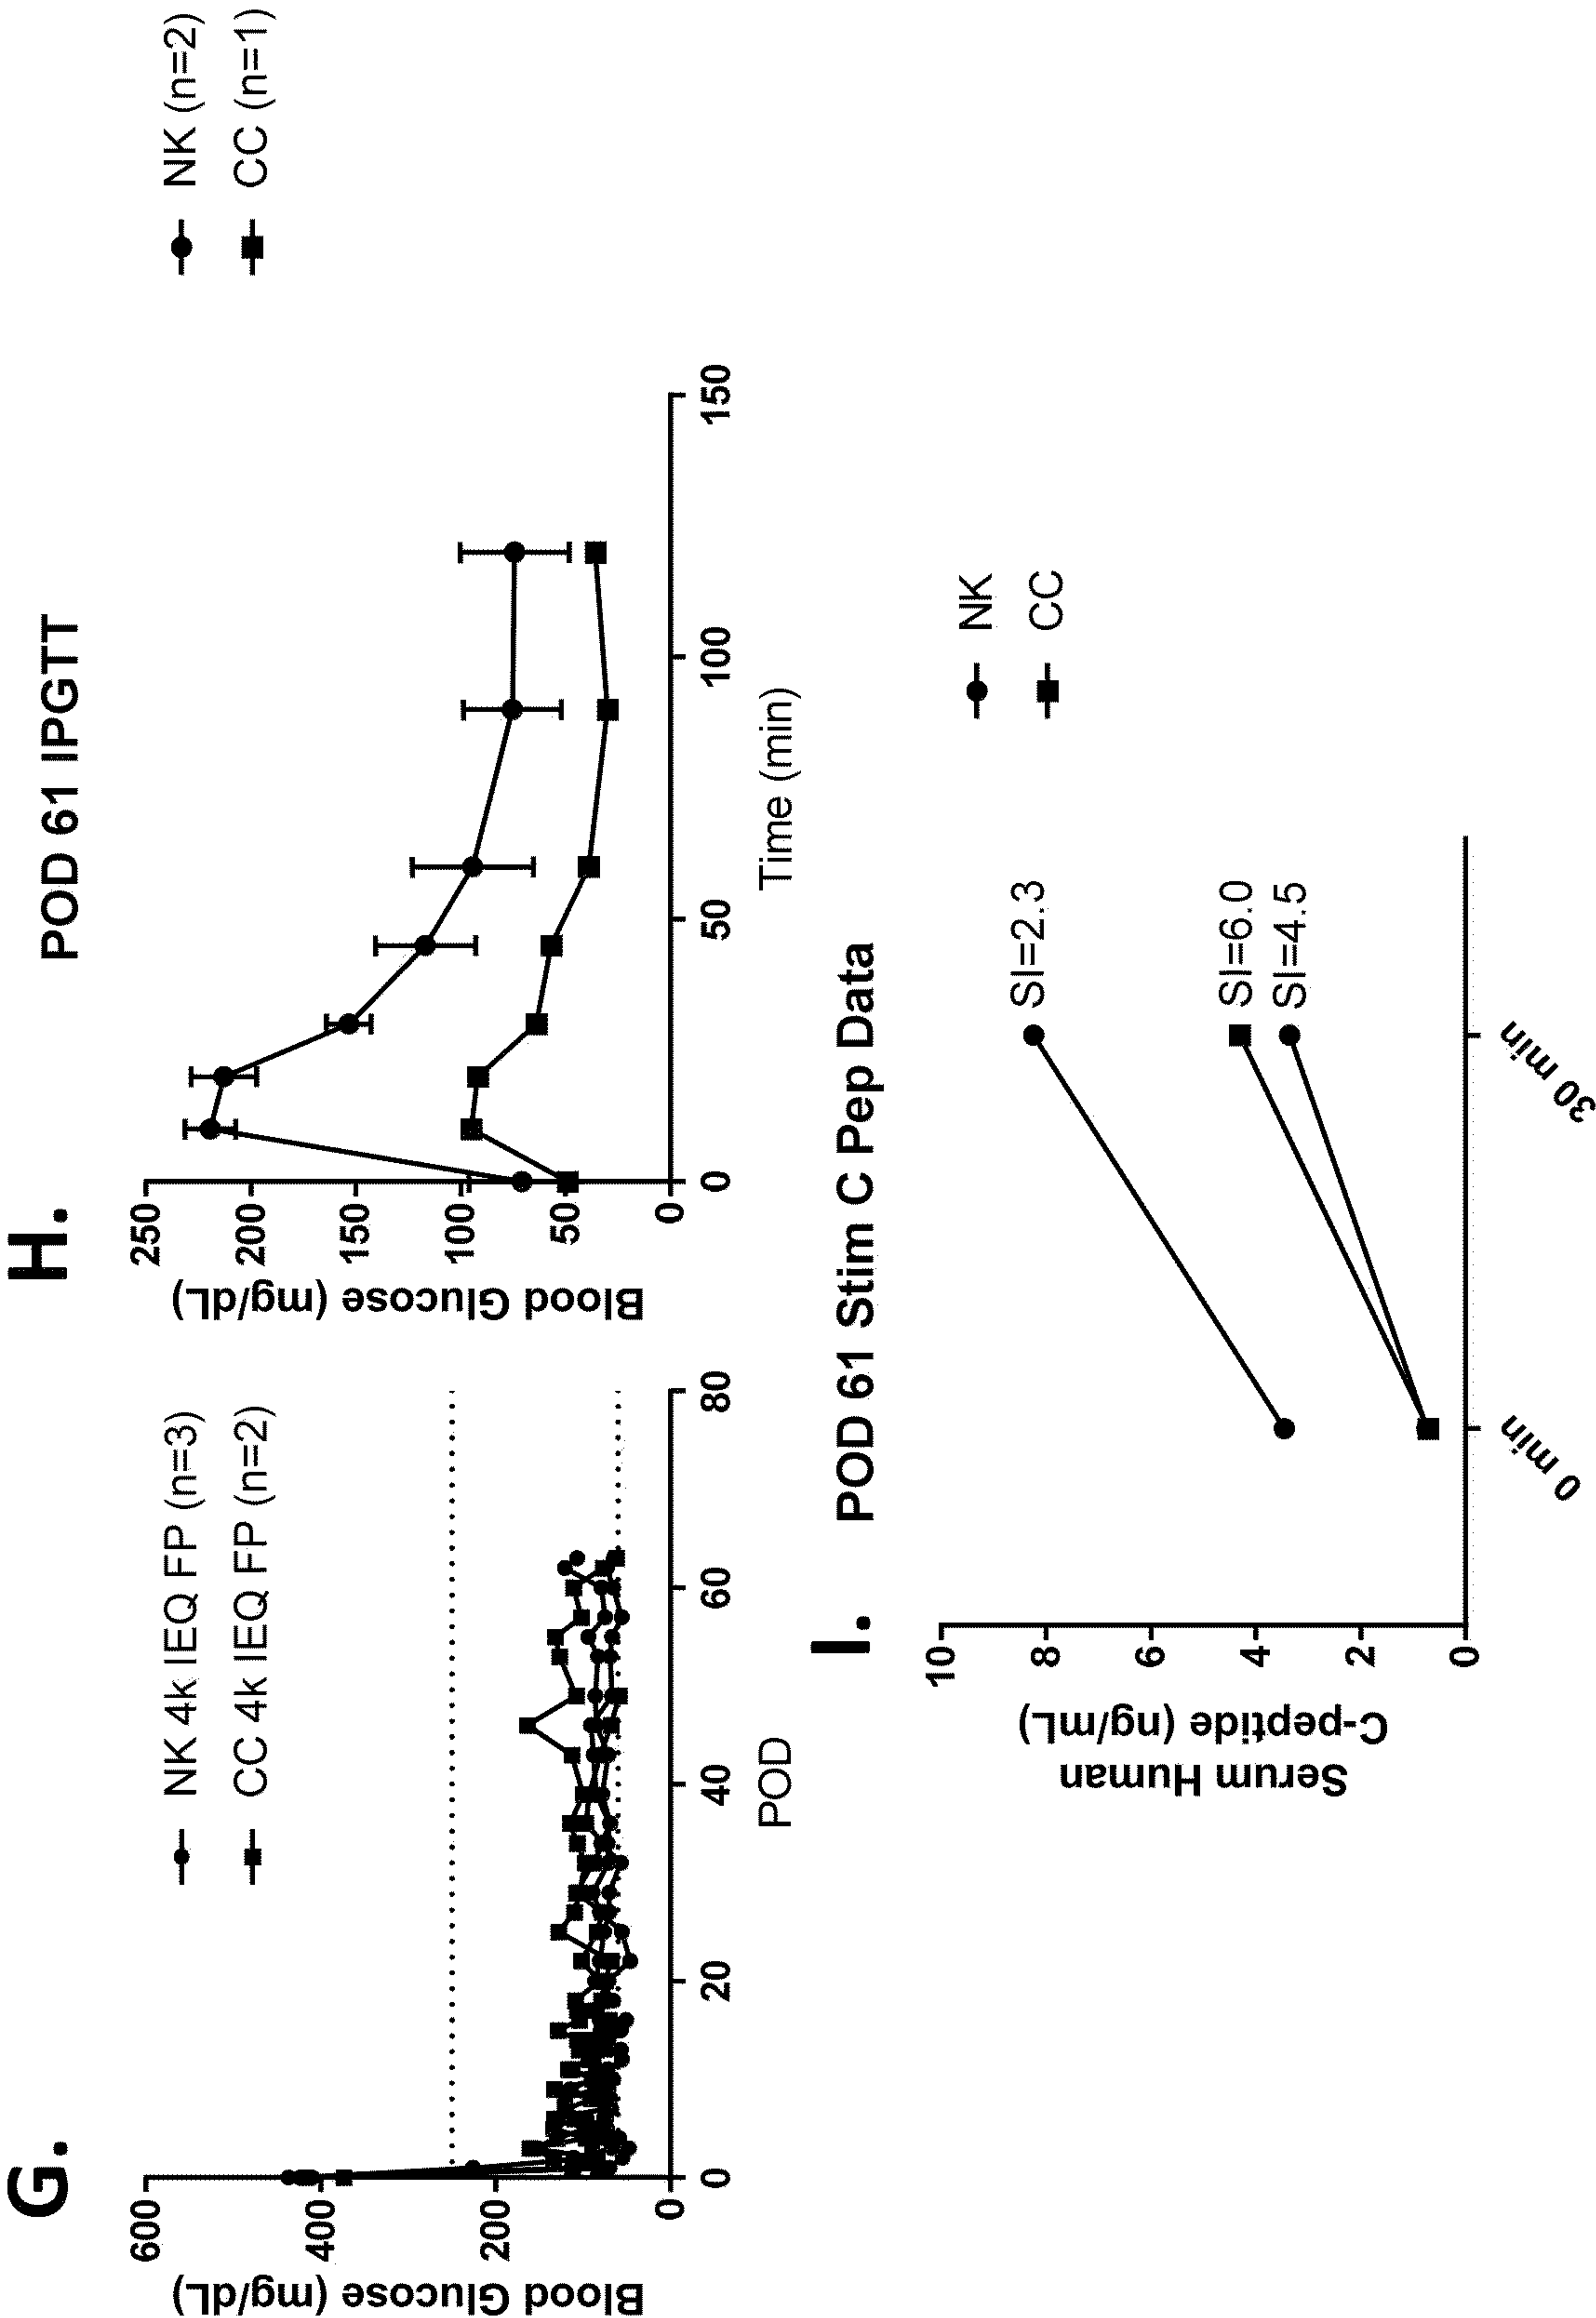 G.
NK 4k IEQ FP (n=3)
CC 4k IEQ FP (n=2)
Blood Glucose (mg/dL)
600
400
200
0
0
20
40
60
80
POD
H.
POD 61 IPGTT
NK (n=2)
CC (n=1)
Blood Glucose (mg/dL)
250
200
150
100
50
0
0
50
100
150
Time (min)
I.
POD 61 Stim C Pep Data
NK
CC
Serum Human
C-peptide (ng/mL)
10
8
6
4
2
0
SI=2.3
SI=6.0
SI=4.5
0 min
30 min